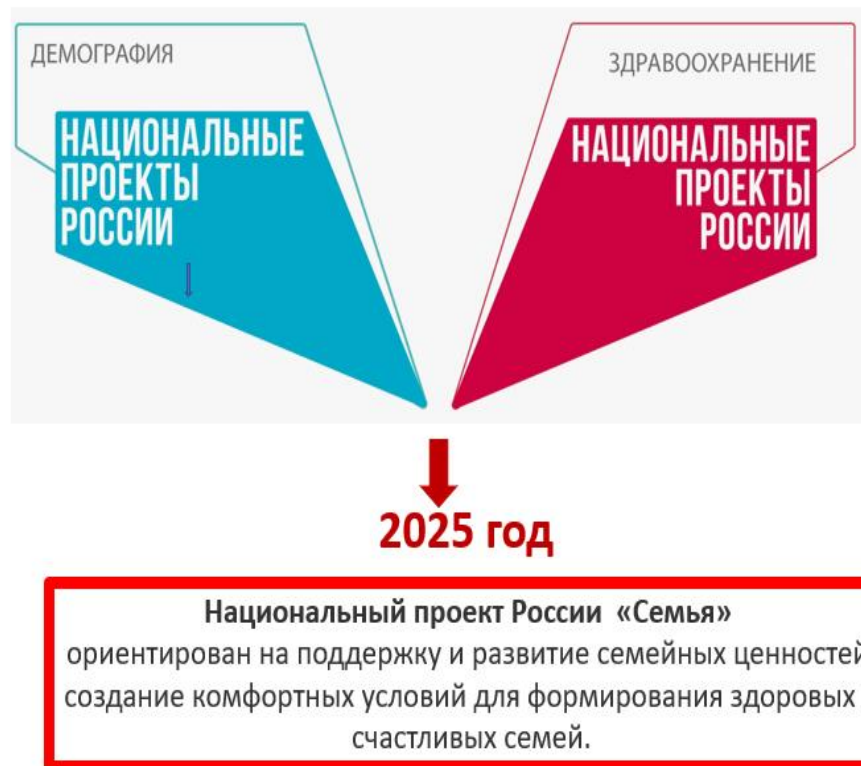 ДЕМОГРАФИЯ
НАЦИОНАЛЬНЫЕ
ПРОЕКТЫ
РОССИИ
ЗДРАВООХРАНЕНИЕ
НАЦИОНАЛЬНЫЕ
ПРОЕКТЫ
РОССИИ
2025 год
Национальный проект России «Семья»
ориентирован на поддержку и развитие семейных ценностей
создание комфортных условий для формирования здоровых
счастливых семей.